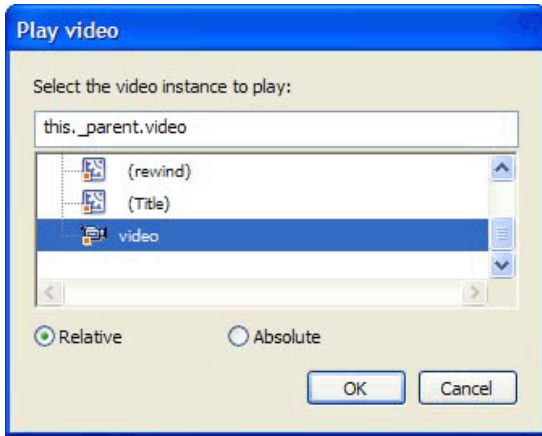 Play video
Select the video instance to play:
this._parent.video
(rewind)
(Title)
video
Relative Absolute
OK Cancel